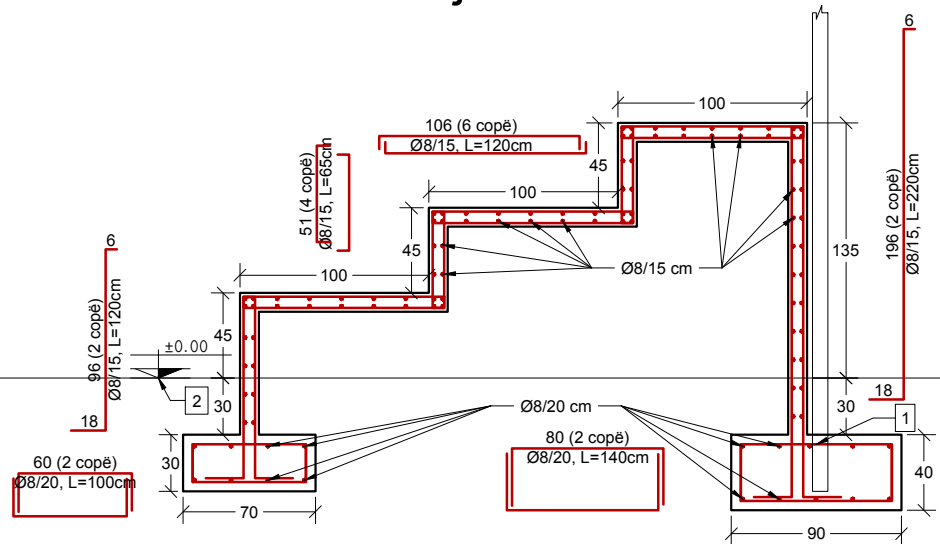 6
100
106 (6 copë)
Ø8/15, L=120cm
45
51 (4 copë)
Ø8/15, L=65cm
100
196 (2 copë)
Ø8/15, L=220cm
6
45
135
100
Ø8/15 cm
96 (2 copë)
Ø8/15, L=120cm
45
±0.00
2
30
18
18
30
1
Ø8/20 cm
60 (2 copë)
Ø8/20, L=100cm
30
80 (2 copë)
Ø8/20, L=140cm
40
70
90